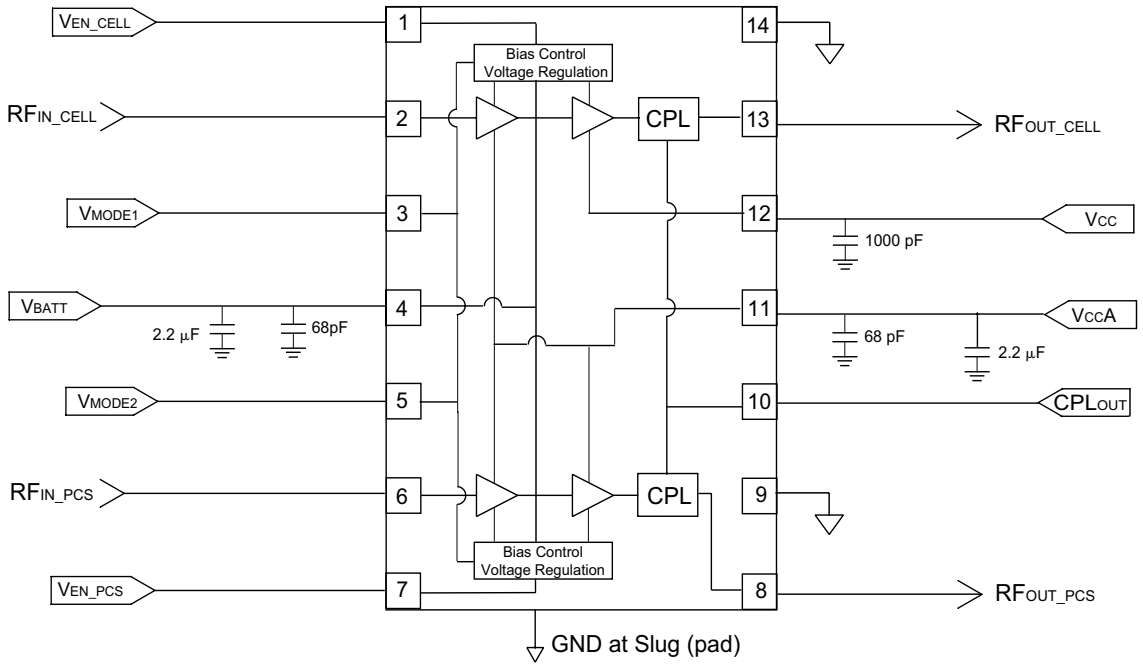 VEN_CELL
1
Bias Control
Voltage Regulation
14
RFIN_CELL
2
CPL
13
RFOUT_CELL
VMODE1
3
12
VCC
1000 pF
VBATT
4
11
VCCA
2.2 μF
68pF
68 pF
2.2 μF
VMODE2
5
10
CPLOUT
RFIN_PCS
6
CPL
9
Bias Control
Voltage Regulation
VEN_PCS
7
8
RFOUT_PCS
GND at Slug (pad)